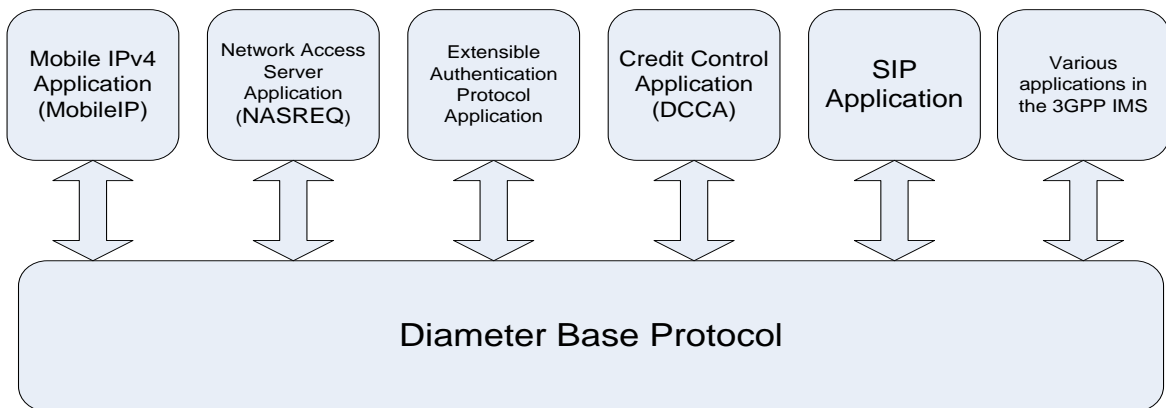 Mobile IPv4
Application
(MobileIP)
Network Access
Server
Application
(NASREQ)
Extensible
Authentication
Protocol
Application
Credit Control
Application
(DCCA)
SIP
Application
Various
applications in
the 3GPP IMS
Diameter Base Protocol